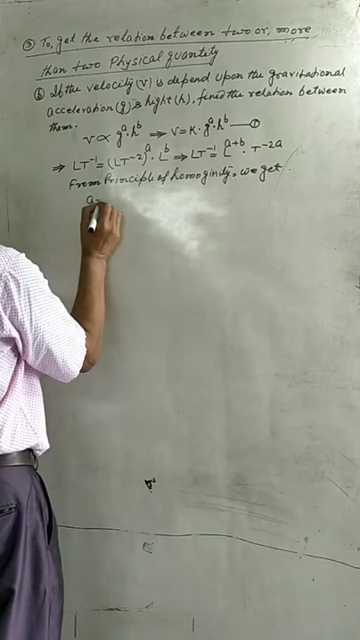 ③ To, get the relation between two or, more
than two Physical quantity
ⓑ If the velocity (v) is depend upon the gravitational
acceleration (g) & hight (h), find the relation between
them.
v ∝ g^a · h^b ⇒ v = K · g^a · h^b — ①
⇒ LT^-1 = (LT^-2)^a · L^b ⇒ LT^-1 = L^a+b · T^-2a
From Principle of homoginity, we get
a